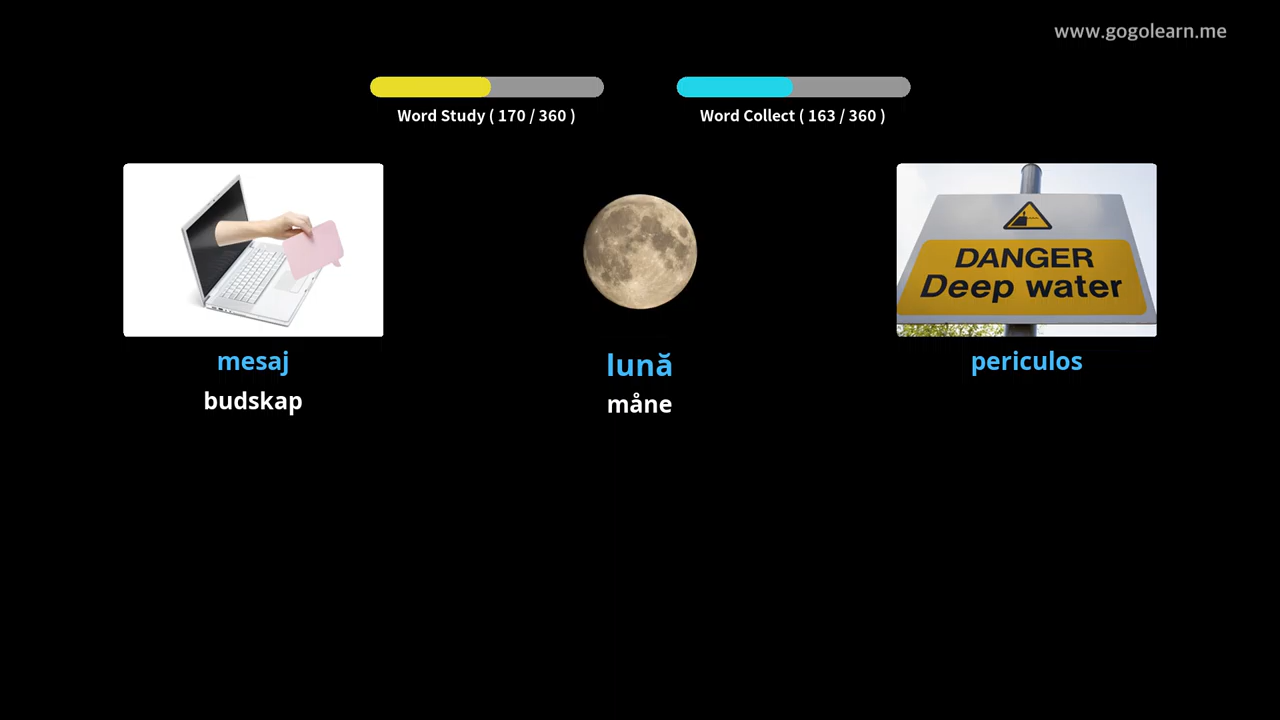 www.gogolearn.me
Word Study ( 170 / 360 )
Word Collect ( 163 / 360 )
DANGER
Deep water
mesaj
lună
periculos
budskap
måne